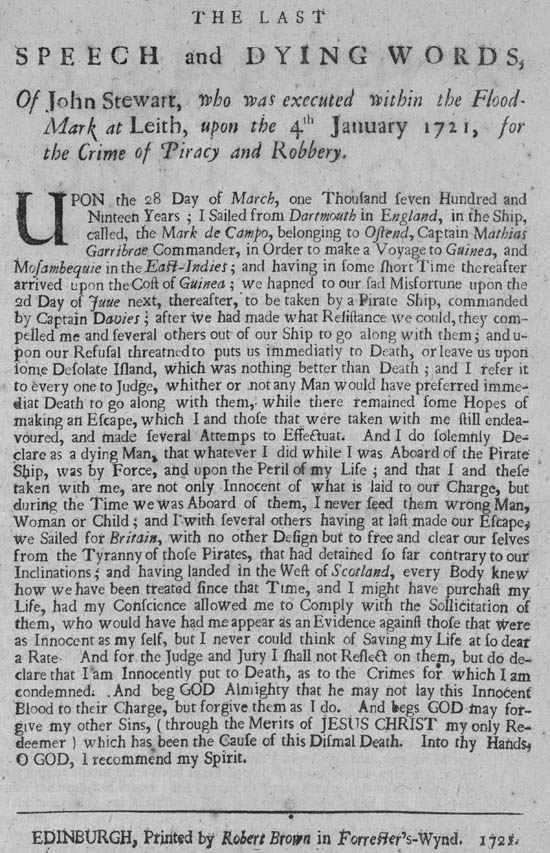 THE LAST
SPEECH and DYING WORDS,
Of John Stewart, who was executed within the Flood-
Mark at Leith, upon the 4th January 1721, for
the Crime of Piracy and Robbery.
UPON the 28 Day of March, one Thouſand ſeven Hundred and
Ninteen Years ; I Sailed from Dartmouth in England, in the Ship,
called, the Mark de Campo, belonging to Oſtend, Captain Mathias
Garribrae Commander, in Order to make a Voyage to Guinea, and
Moſambequie in the Eaſt-Indies ; and having in ſome ſhort Time thereafter
arrived upon the Coſt of Guinea ; we hapned to our ſad Misfortune upon the
2d Day of June next, thereafter, to be taken by a Pirate Ship, commanded
by Captain Davies ; after we had made what Reſiſtance we could, they com-
pelled me and ſeveral others out of our Ship to go along with them ; and u-
pon our Refuſal threatned to puts us immediatly to Death, or leave us upon
ſome Deſolate Iſland, which was nothing better than Death ; and I refer it
to every one to Judge, whither or not any Man would have preferred imme-
diat Death to go along with them, while there remained ſome Hopes of
making an Eſcape, which I and thoſe that were taken with me ſtill endea-
voured, and made ſeveral Attemps to Effectuat. And I do ſolemnly De-
clare as a dying Man, that whatever I did while I was Aboard of the Pirate
Ship, was by Force, and upon the Peril of my Life ; and that I and theſe
taken with me, are not only Innocent of what is laid to our Charge, but
during the Time we was Aboard of them, I never ſeed them wrong Man,
Woman or Child ; and I with ſeveral others having at laſt made our Eſcape,
we Sailed for Britain, with no other Deſign but to free and clear our ſelves
from the Tyranny of thoſe Pirates, that had detained ſo far contrary to our
Inclinations ; and having landed in the Weſt of Scotland, every Body knew
how we have been treated ſince that Time, and I might have purchaſt my
Life, had my Conſcience allowed me to Comply with the Sollicitation of
them, who would have had me appear as an Evidence againſt thoſe that were
as Innocent as my ſelf, but I never could think of Saving my Life at ſo dear
a Rate. And for the Judge and Jury I ſhall not Reflect on them, but do de-
clare that I am Innocently put to Death, as to the Crimes for which I am
condemned. And beg GOD Almighty that he may not lay this Innocent
Blood to their Charge, but forgive them as I do. And begs GOD may for-
give my other Sins, ( through the Merits of JESUS CHRIST my only Re-
deemer ) which has been the Cauſe of this Diſmal Death. Into thy Hands,
O GOD, I recommend my Spirit.
EDINBURGH, Printed by Robert Brown in Forreſter's-Wynd. 1721.